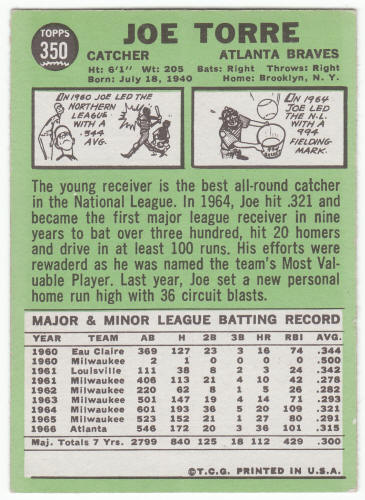 TOPPS
350
JOE TORRE
CATCHER ATLANTA BRAVES
Ht: 6'1" Wt: 205 Bats: Right Throws: Right
Born: July 18, 1940 Home: Brooklyn, N. Y.
IN 1960 JOE LED THE
NORTHERN
LEAGUE
WITH A
.344
AVG.
IN 1964
JOE LED
THE N.L.
WITH A
994
FIELDING
MARK.
The young receiver is the best all-round catcher
in the National League. In 1964, Joe hit .321 and
became the first major league receiver in nine
years to bat over three hundred, hit 20 homers
and drive in at least 100 runs. His efforts were
rewaderd as he was named the team's Most Val-
uable Player. Last year, Joe set a new personal
home run high with 36 circuit blasts.
MAJOR & MINOR LEAGUE BATTING RECORD
YEAR TEAM AB H 2B 3B HR RBI AVG.
1960 Eau Claire 369 127 23 3 16 74 .344
1960 Milwaukee 2 1 0 0 0 0 .500
1961 Louisville 111 38 8 2 3 24 .342
1961 Milwaukee 406 113 21 4 10 42 .278
1962 Milwaukee 220 62 8 1 5 26 .282
1963 Milwaukee 501 147 19 4 14 71 .293
1964 Milwaukee 601 193 36 5 20 109 .321
1965 Milwaukee 523 152 21 1 27 80 .291
1966 Atlanta 546 172 20 3 36 101 .315
Maj. Totals 7 Yrs. 2799 840 125 18 112 429 .300
©T.C.G. PRINTED IN U.S.A.